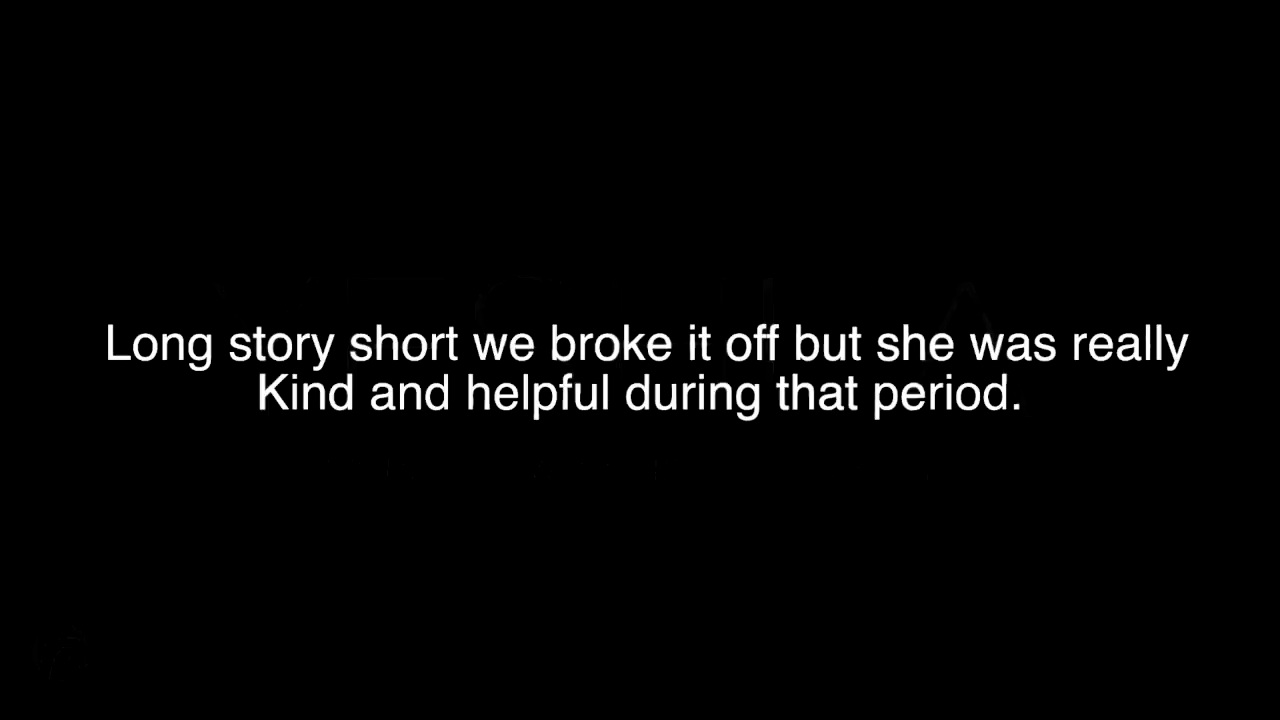 Long story short we broke it off but she was really
Kind and helpful during that period.